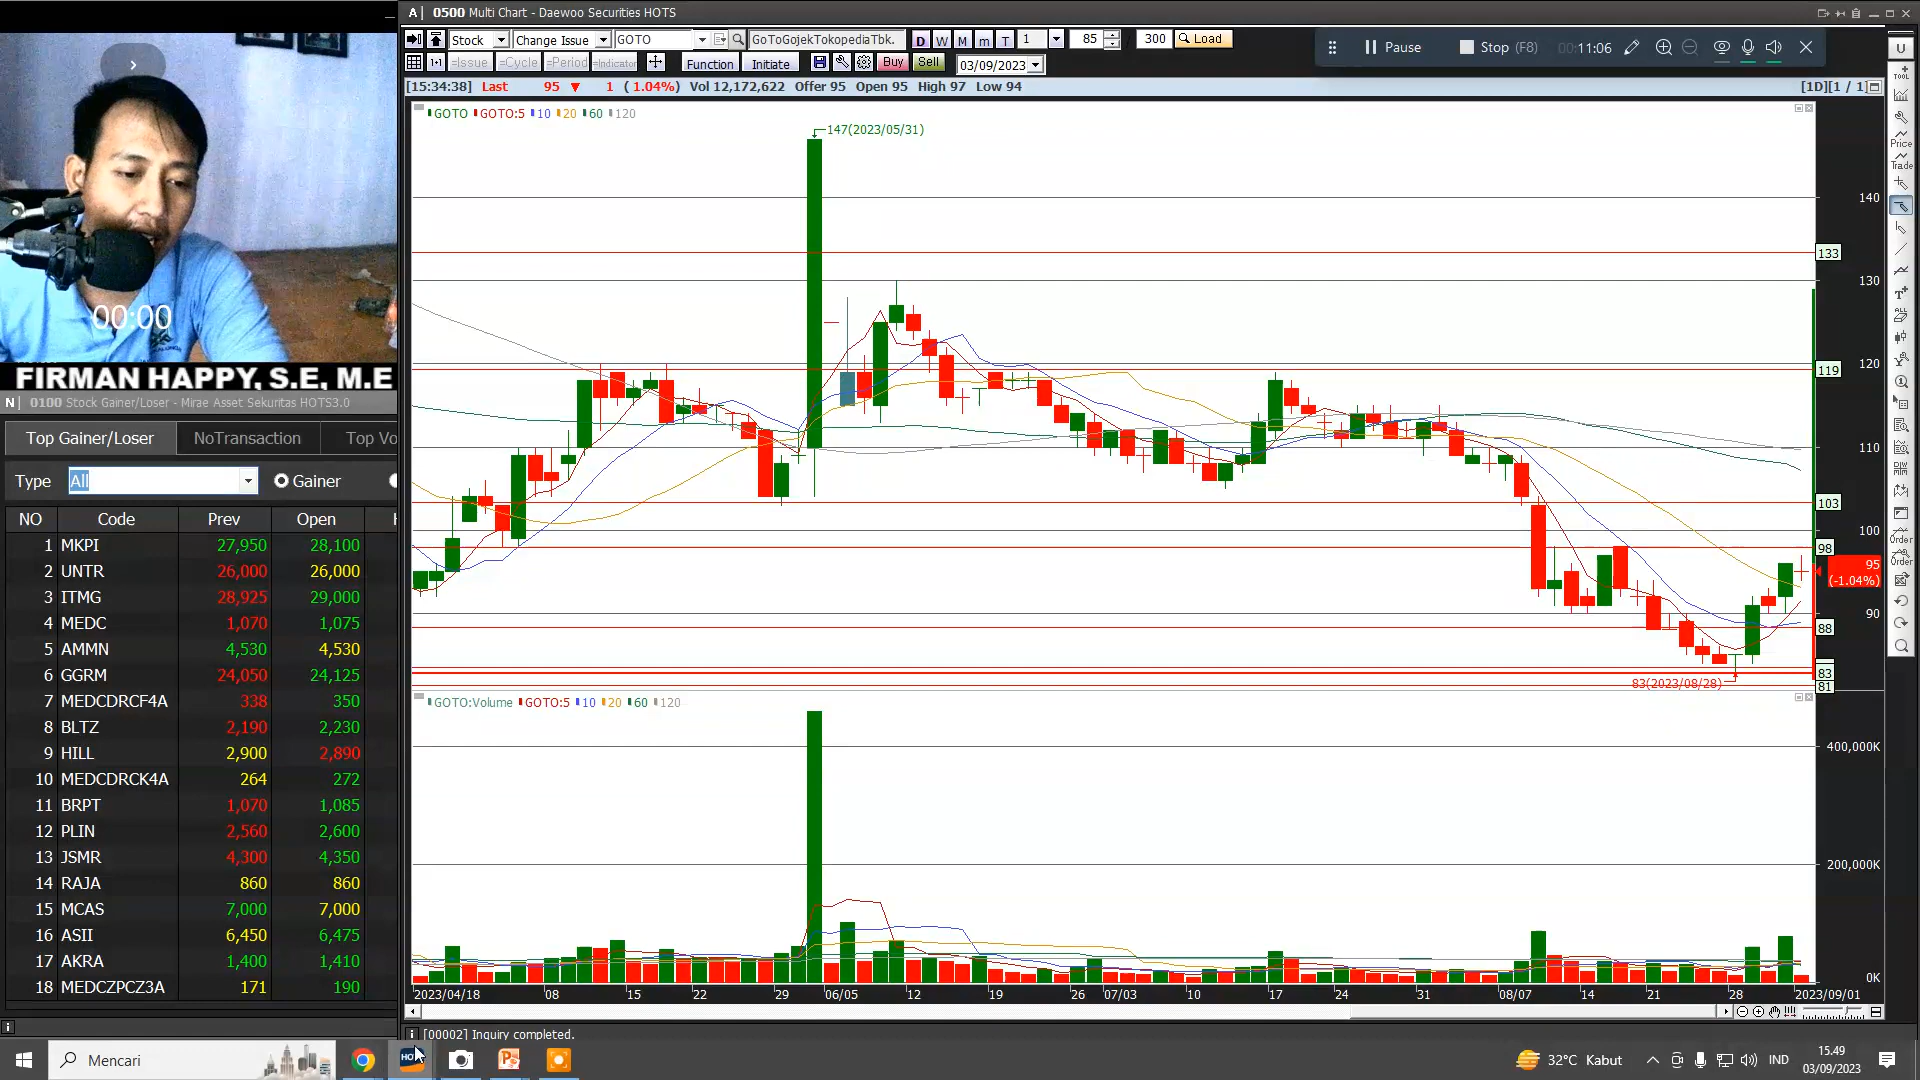 A 0500 Multi Chart - Daewoo Securities HOTS
Stock Change Issue GOTO GoToGojekTokopediaTbk. D W M m T 1 85 300 Load
=Issue =Cycle =Period =Indicator Function Initiate Buy Sell 03/09/2023
Pause Stop (F8) 00:11:06
[15:34:38] Last 95 ▼ 1 ( 1.04%) Vol 12,172,622 Offer 95 Open 95 High 97 Low 94 [1D][1 / 1]
GOTO GOTO:5 10 20 60 120
147(2023/05/31)
140
133
130
120
119
110
103
100
98
95
(-1.04%)
90
88
83
81
83(2023/08/28)
GOTO:Volume GOTO:5 10 20 60 120
400,000K
200,000K
0K
2023/04/18 08 15 22 29 06/05 12 19 26 07/03 10 17 24 31 08/07 14 21 28 2023/09/01
[00002] Inquiry completed.
U
TOOL
Price
Trade
T
ALL
DIV
Order
Order
00:00
FIRMAN HAPPY, S.E, M.E
N 0100 Stock Gainer/Loser - Mirae Asset Sekuritas HOTS3.0
Top Gainer/Loser NoTransaction Top Vo
Type All Gainer
NO Code Prev Open H
1 MKPI 27,950 28,100
2 UNTR 26,000 26,000
3 ITMG 28,925 29,000
4 MEDC 1,070 1,075
5 AMMN 4,530 4,530
6 GGRM 24,050 24,125
7 MEDCDRCF4A 338 350
8 BLTZ 2,190 2,230
9 HILL 2,900 2,890
10 MEDCDRCK4A 264 272
11 BRPT 1,070 1,085
12 PLIN 2,560 2,600
13 JSMR 4,300 4,350
14 RAJA 860 860
15 MCAS 7,000 7,000
16 ASII 6,450 6,475
17 AKRA 1,400 1,410
18 MEDCZPCZ3A 171 190
Mencari
HOTS
32°C Kabut IND
15.49
03/09/2023